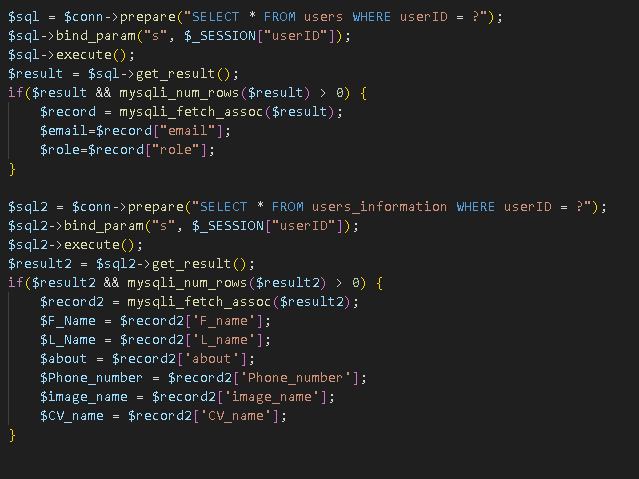 $sql = $conn->prepare("SELECT * FROM users WHERE userID = ?");
$sql->bind_param("s", $_SESSION["userID"]);
$sql->execute();
$result = $sql->get_result();
if($result && mysqli_num_rows($result) > 0) {
    $record = mysqli_fetch_assoc($result);
    $email=$record["email"];
    $role=$record["role"];
}

$sql2 = $conn->prepare("SELECT * FROM users_information WHERE userID = ?");
$sql2->bind_param("s", $_SESSION["userID"]);
$sql2->execute();
$result2 = $sql2->get_result();
if($result2 && mysqli_num_rows($result2) > 0) {
    $record2 = mysqli_fetch_assoc($result2);
    $F_Name = $record2['F_name'];
    $L_Name = $record2['L_name'];
    $about = $record2['about'];
    $Phone_number = $record2['Phone_number'];
    $image_name = $record2['image_name'];
    $CV_name = $record2['CV_name'];
}